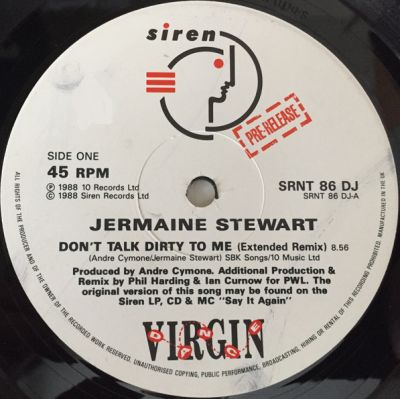 siren
PRE-RELEASE
SIDE ONE
45 RPM
Ⓟ 1988 10 Records Ltd
© 1988 Siren Records Ltd
SRNT 86 DJ
SRNT 86 DJ-A
JERMAINE STEWART
DON'T TALK DIRTY TO ME (Extended Remix) 8.56
(Andre Cymone/Jermaine Stewart) SBK Songs/10 Music Ltd
Produced by Andre Cymone. Additional Production &
Remix by Phil Harding & Ian Curnow for PWL. The
original version of this song may be found on the
Siren LP, CD & MC "Say It Again"
VIRGIN
DANCE
ALL RIGHTS OF THE PRODUCER AND OF THE OWNER OF THE RECORDED WORK RESERVED. UNAUTHORISED COPYING, PUBLIC PERFORMANCE, BROADCASTING, HIRING OR RENTAL OF THIS RECORDING PROHIBITED. MANUFACTURED IN THE UK